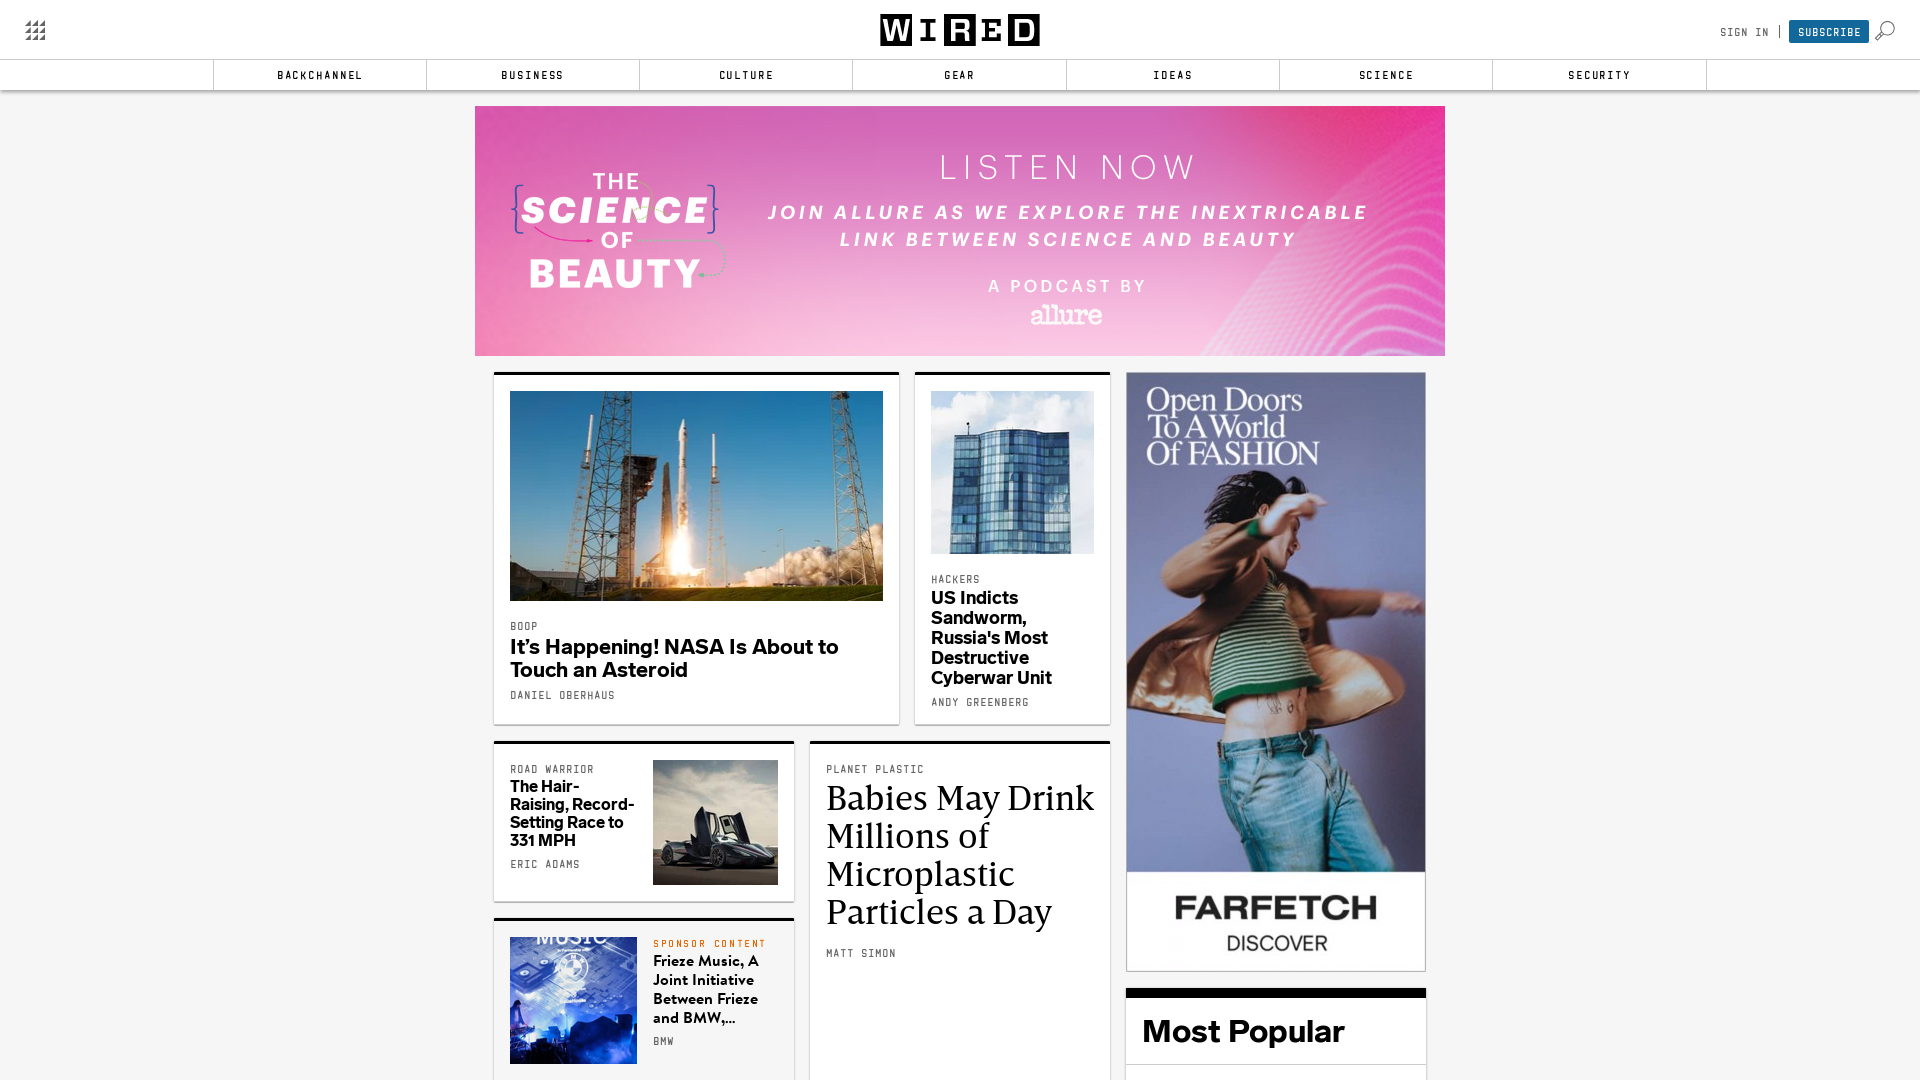 WIRED
SIGN IN
SUBSCRIBE
BACKCHANNEL
BUSINESS
CULTURE
GEAR
IDEAS
SCIENCE
SECURITY
THE
{SCIENCE}
OF
BEAUTY
LISTEN NOW
JOIN ALLURE AS WE EXPLORE THE INEXTRICABLE
LINK BETWEEN SCIENCE AND BEAUTY
A PODCAST BY
allure
BOOP
It's Happening! NASA Is About to
Touch an Asteroid
DANIEL OBERHAUS
HACKERS
US Indicts
Sandworm,
Russia's Most
Destructive
Cyberwar Unit
ANDY GREENBERG
Open Doors
To A World
Of FASHION
FARFETCH
DISCOVER
ROAD WARRIOR
The Hair-
Raising, Record-
Setting Race to
331 MPH
ERIC ADAMS
PLANET PLASTIC
Babies May Drink
Millions of
Microplastic
Particles a Day
MATT SIMON
MUSIC
SPONSOR CONTENT
Frieze Music, A
Joint Initiative
Between Frieze
and BMW,...
BMW
Most Popular